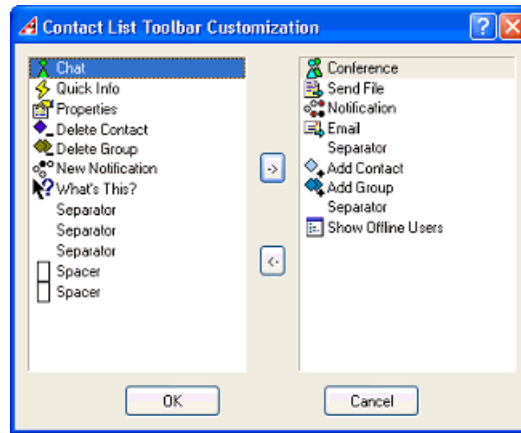 Contact List Toolbar Customization
Chat
Quick Info
Properties
Delete Contact
Delete Group
New Notification
What's This?
Separator
Separator
Separator
Spacer
Spacer
->
<-
Conference
Send File
Notification
Email
Separator
Add Contact
Add Group
Separator
Show Offline Users
OK
Cancel